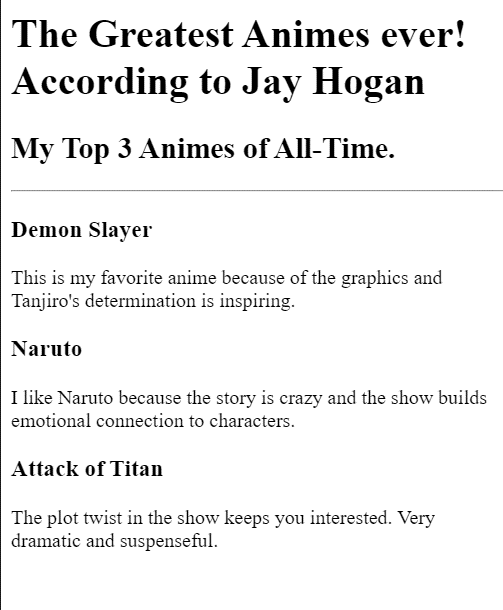 The Greatest Animes ever!
According to Jay Hogan
My Top 3 Animes of All-Time.
Demon Slayer
This is my favorite anime because of the graphics and
Tanjiro's determination is inspiring.
Naruto
I like Naruto because the story is crazy and the show builds
emotional connection to characters.
Attack of Titan
The plot twist in the show keeps you interested. Very
dramatic and suspenseful.